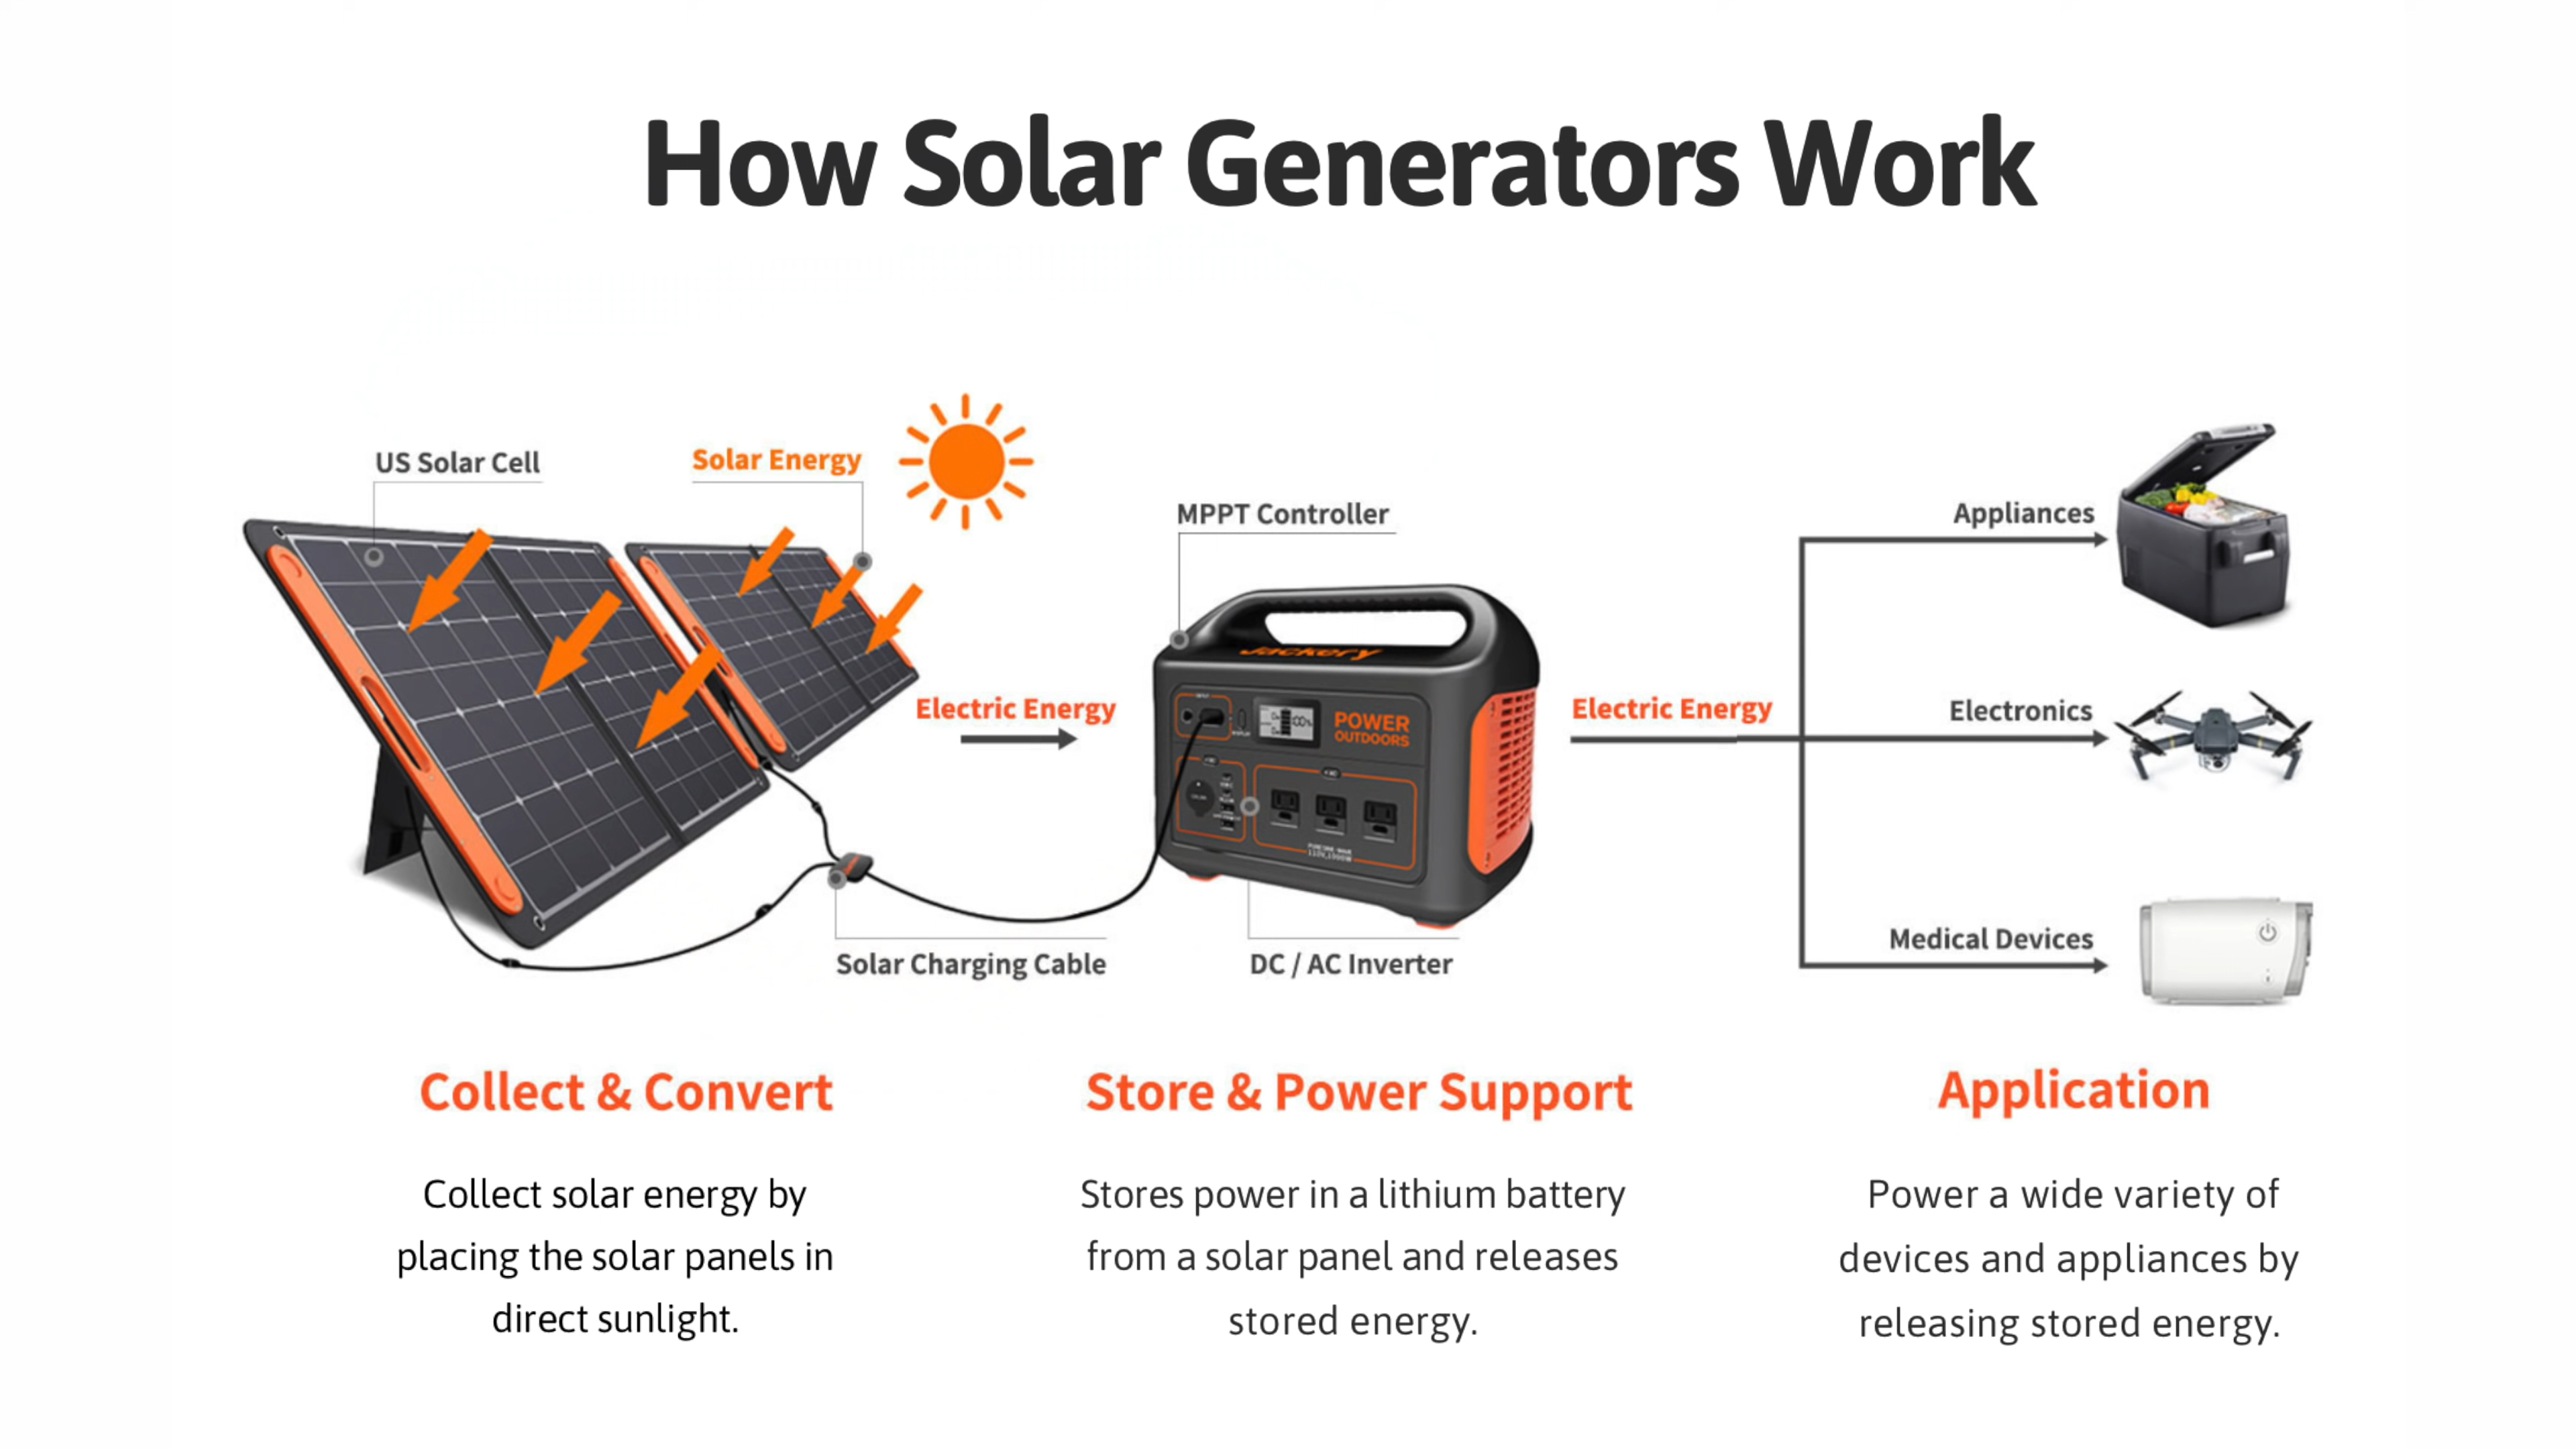 How Solar Generators Work
US Solar Cell
Solar Energy
MPPT Controller
Appliances
Jackery
Electric Energy
POWER
OUTDOORS
100%
Electric Energy
Electronics
Medical Devices
Solar Charging Cable
DC / AC Inverter
Collect & Convert
Store & Power Support
Application
Collect solar energy by
placing the solar panels in
direct sunlight.
Stores power in a lithium battery
from a solar panel and releases
stored energy.
Power a wide variety of
devices and appliances by
releasing stored energy.